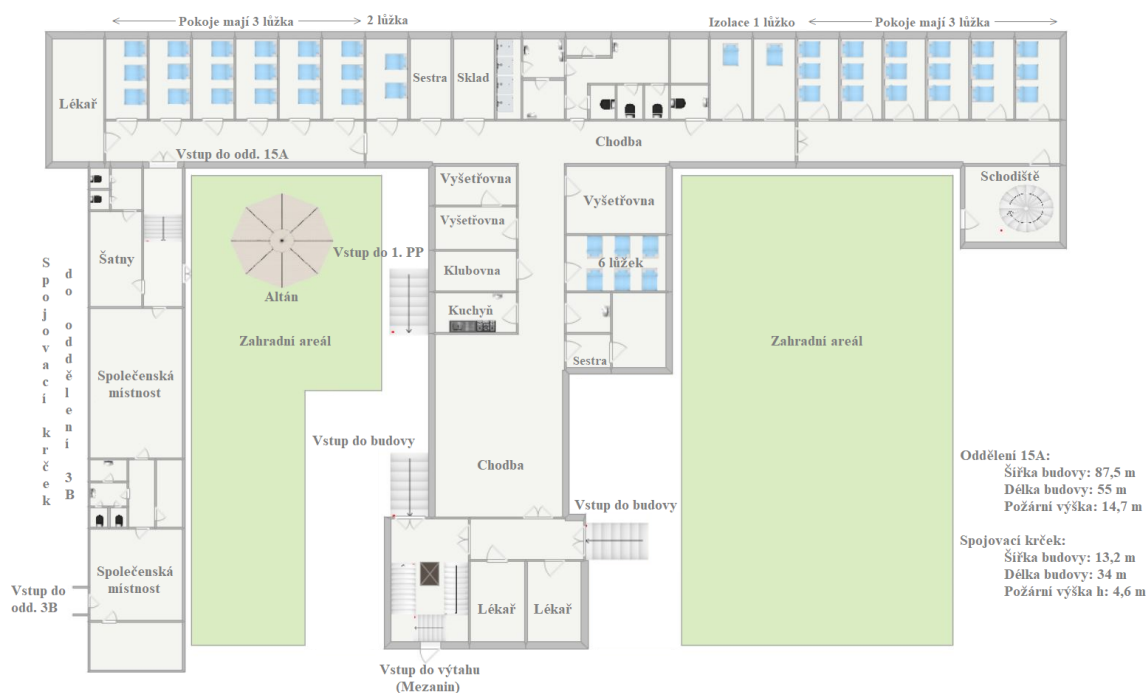 Pokoje mají 3 lůžka
2 lůžka
Izolace 1 lůžko
Pokoje mají 3 lůžka
Lékař
Sestra
Sklad
Chodba
Vstup do odd. 15A
Schodiště
Vyšetřovna
Vyšetřovna
Vyšetřovna
Šatny
Vstup do 1. PP
Klubovna
6 lůžek
Altán
Kuchyň
Zahradní areál
Zahradní areál
Sestra
Spojovací krček
do oddělení 3B
Společenská
místnost
Vstup do budovy
Chodba
Vstup do budovy
Oddělení 15A:
Šířka budovy: 87,5 m
Délka budovy: 55 m
Požární výška: 14,7 m
Spojovací krček:
Šířka budovy: 13,2 m
Délka budovy: 34 m
Požární výška h: 4,6 m
Společenská
místnost
Vstup do
odd. 3B
Lékař
Lékař
Vstup do výtahu
(Mezanin)